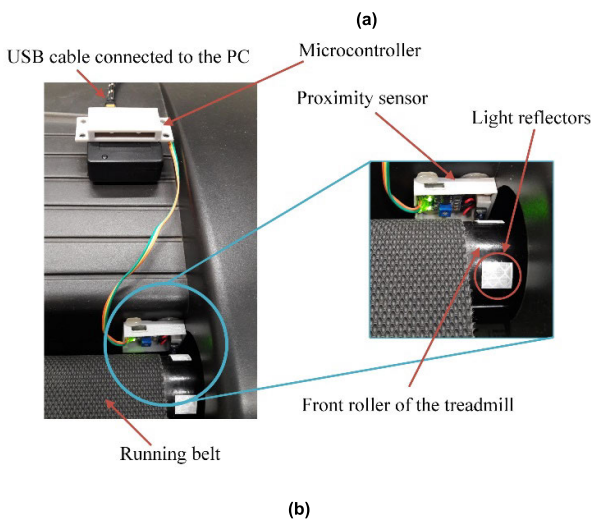 (a)
USB cable connected to the PC
Microcontroller
Proximity sensor
Light reflectors
Front roller of the treadmill
Running belt
(b)